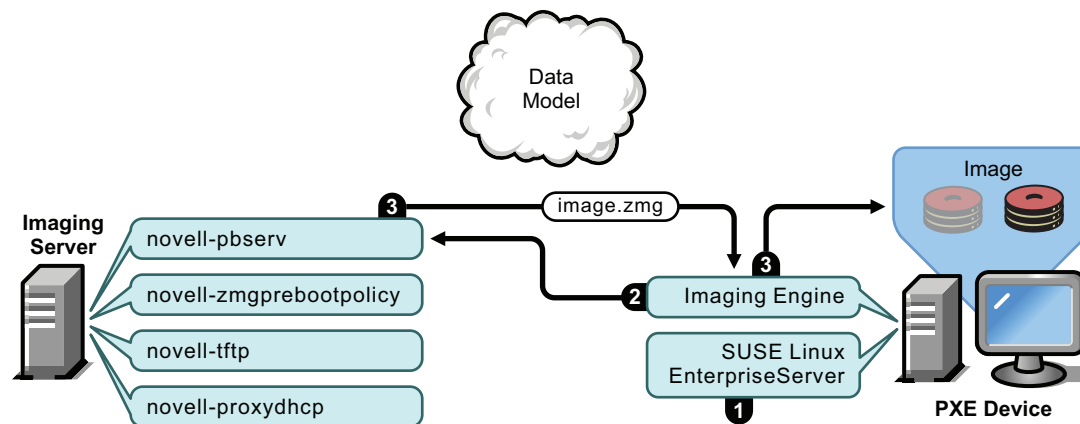 Data
Model
Image
3
image.zmg
Imaging
Server
novell-pbserv
3
novell-zmgprebootpolicy
2
Imaging Engine
novell-tftp
SUSE Linux
EnterpriseServer
novell-proxydhcp
1
PXE Device